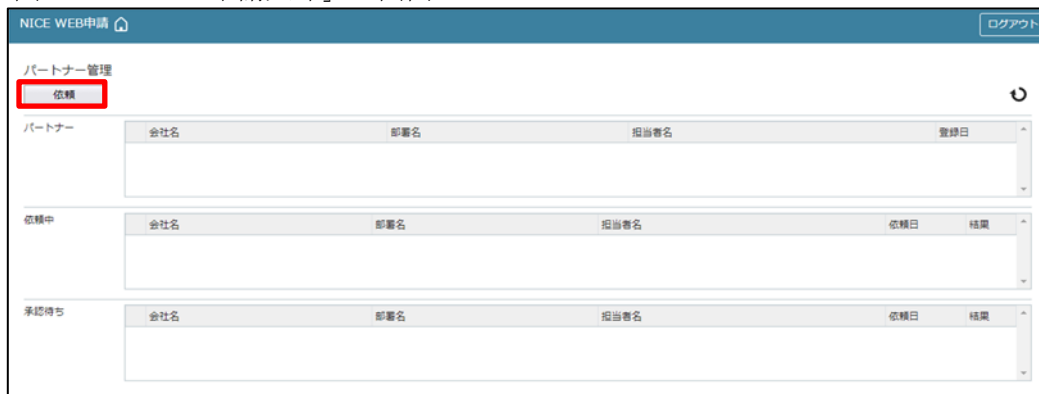 NICE WEB申請
ログアウト
パートナー管理
依頼
パートナー
会社名 部署名 担当者名 登録日
依頼中
会社名 部署名 担当者名 依頼日 結果
承認待ち
会社名 部署名 担当者名 依頼日 結果